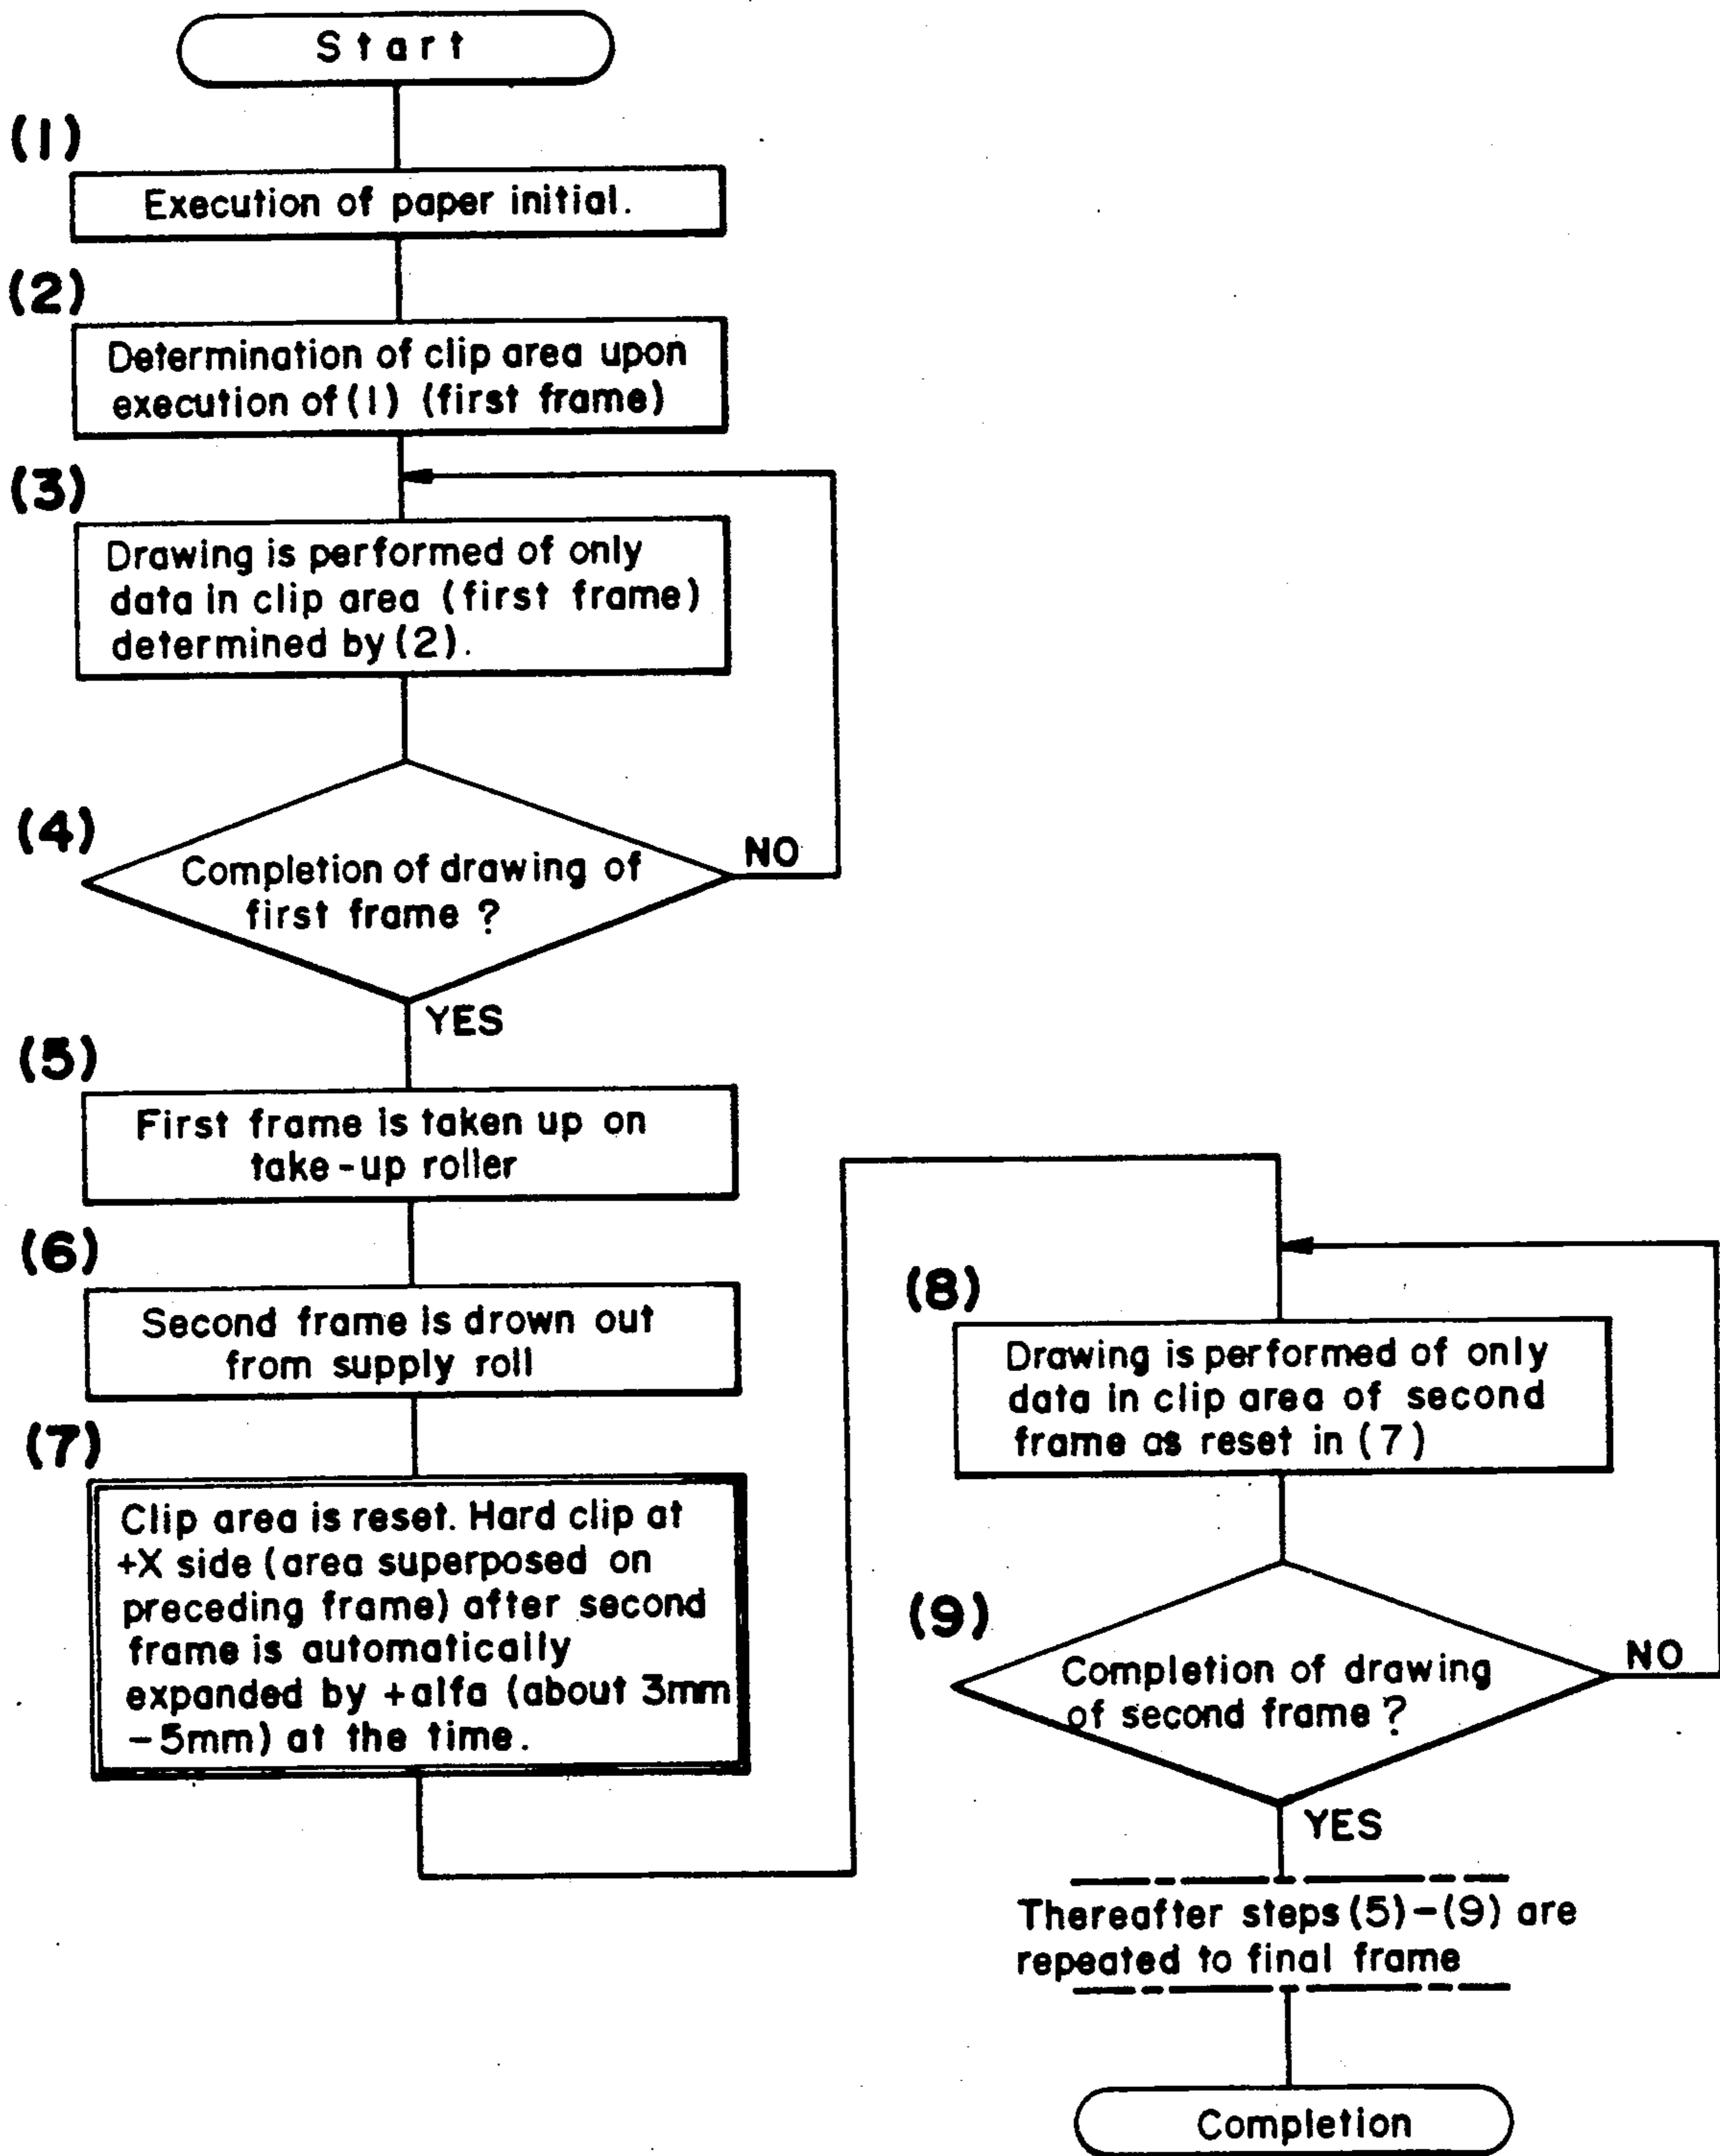 Start
(1)
Execution of paper initial.
(2)
Determination of clip area upon
execution of (1) (first frame)
(3)
Drawing is performed of only
data in clip area (first frame)
determined by (2).
(4)
Completion of drawing of
first frame ?
NO
YES
(5)
First frame is taken up on
take-up roller
(6)
Second frame is drown out
from supply roll
(7)
Clip area is reset. Hard clip at
+X side (area superposed on
preceding frame) after second
frame is automatically
expanded by +alfa (about 3mm
-5mm) at the time.
(8)
Drawing is performed of only
data in clip area of second
frame as reset in (7)
(9)
Completion of drawing
of second frame ?
NO
YES
Thereafter steps (5)-(9) are
repeated to final frame
Completion